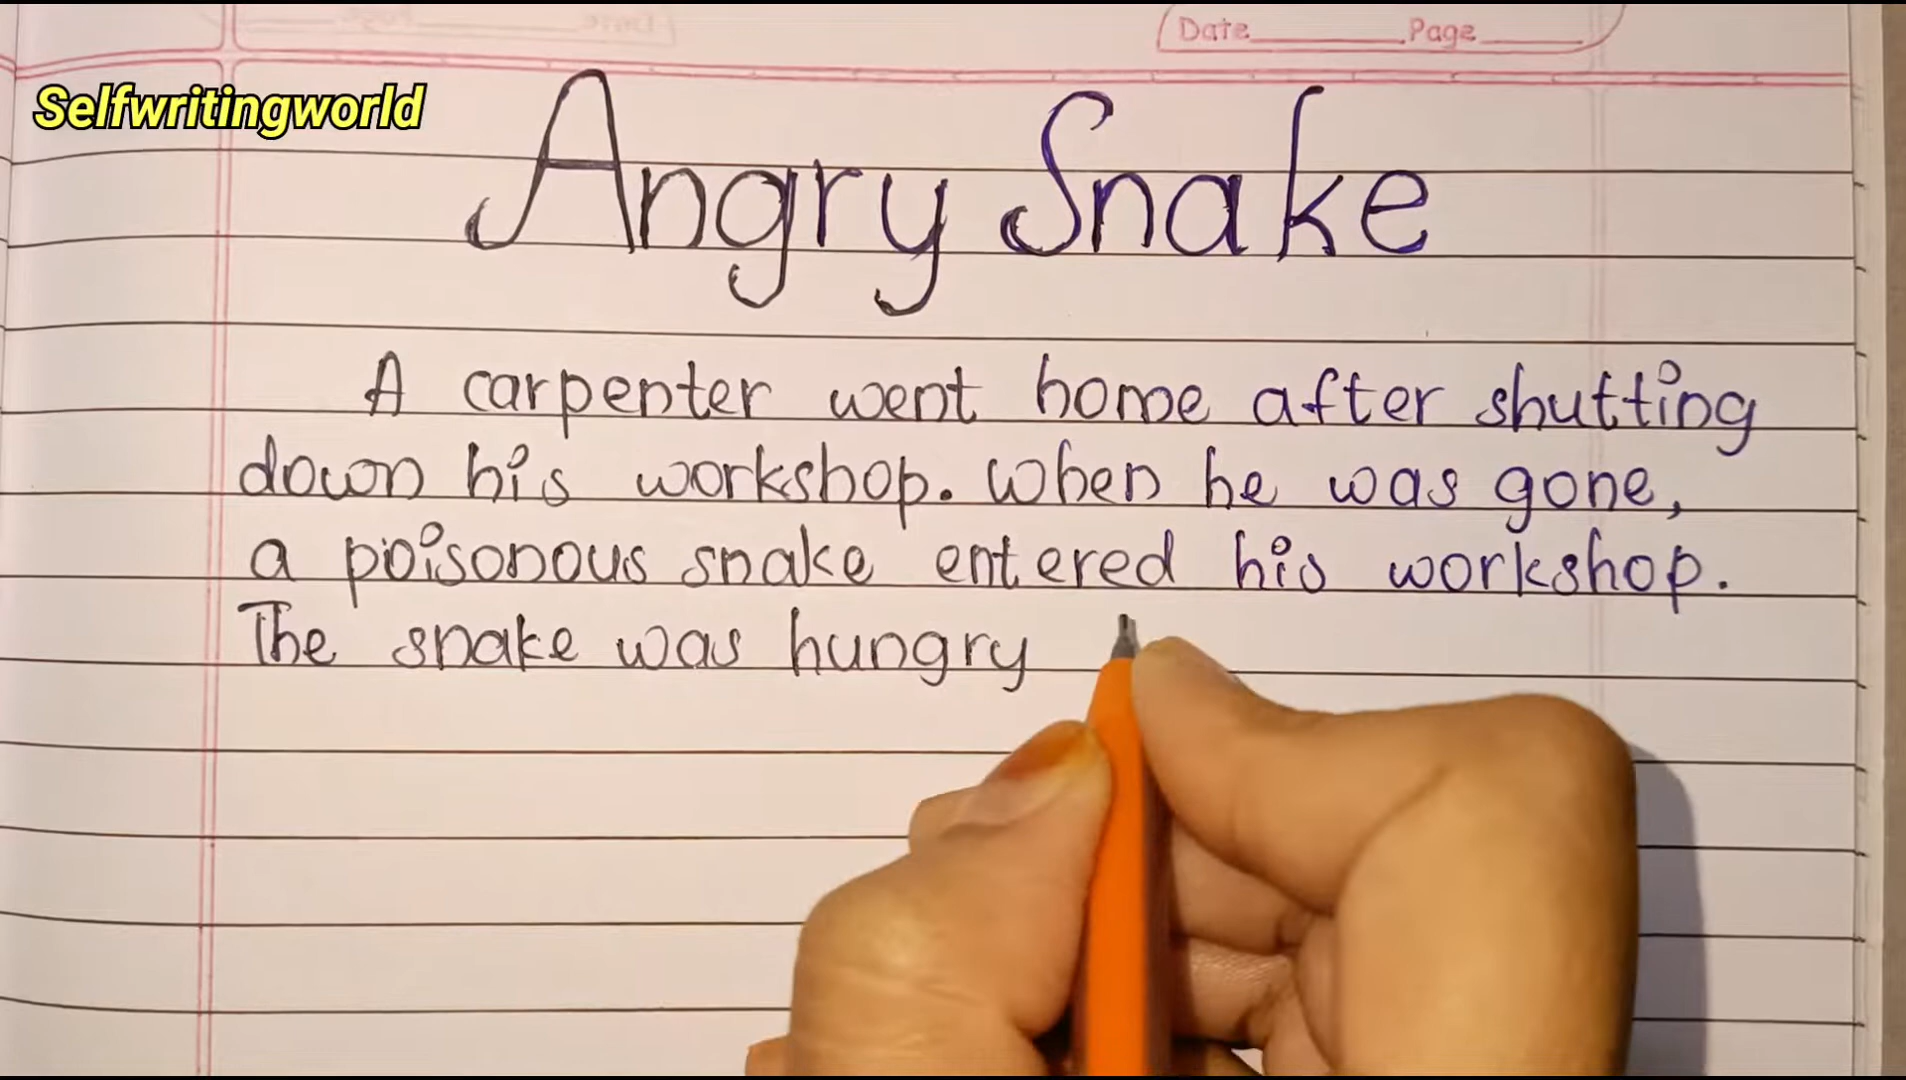 Date Page
Selfwritingworld
Angry Snake
A carpenter went home after shutting
down his workshop. When he was gone,
a poisonous snake entered his workshop.
The snake was hungry